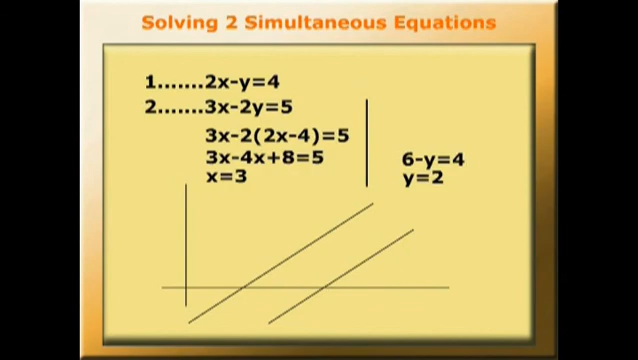 Solving 2 Simultaneous Equations
1.......2x-y=4
2.......3x-2y=5
3x-2(2x-4)=5
3x-4x+8=5
x=3
6-y=4
y=2